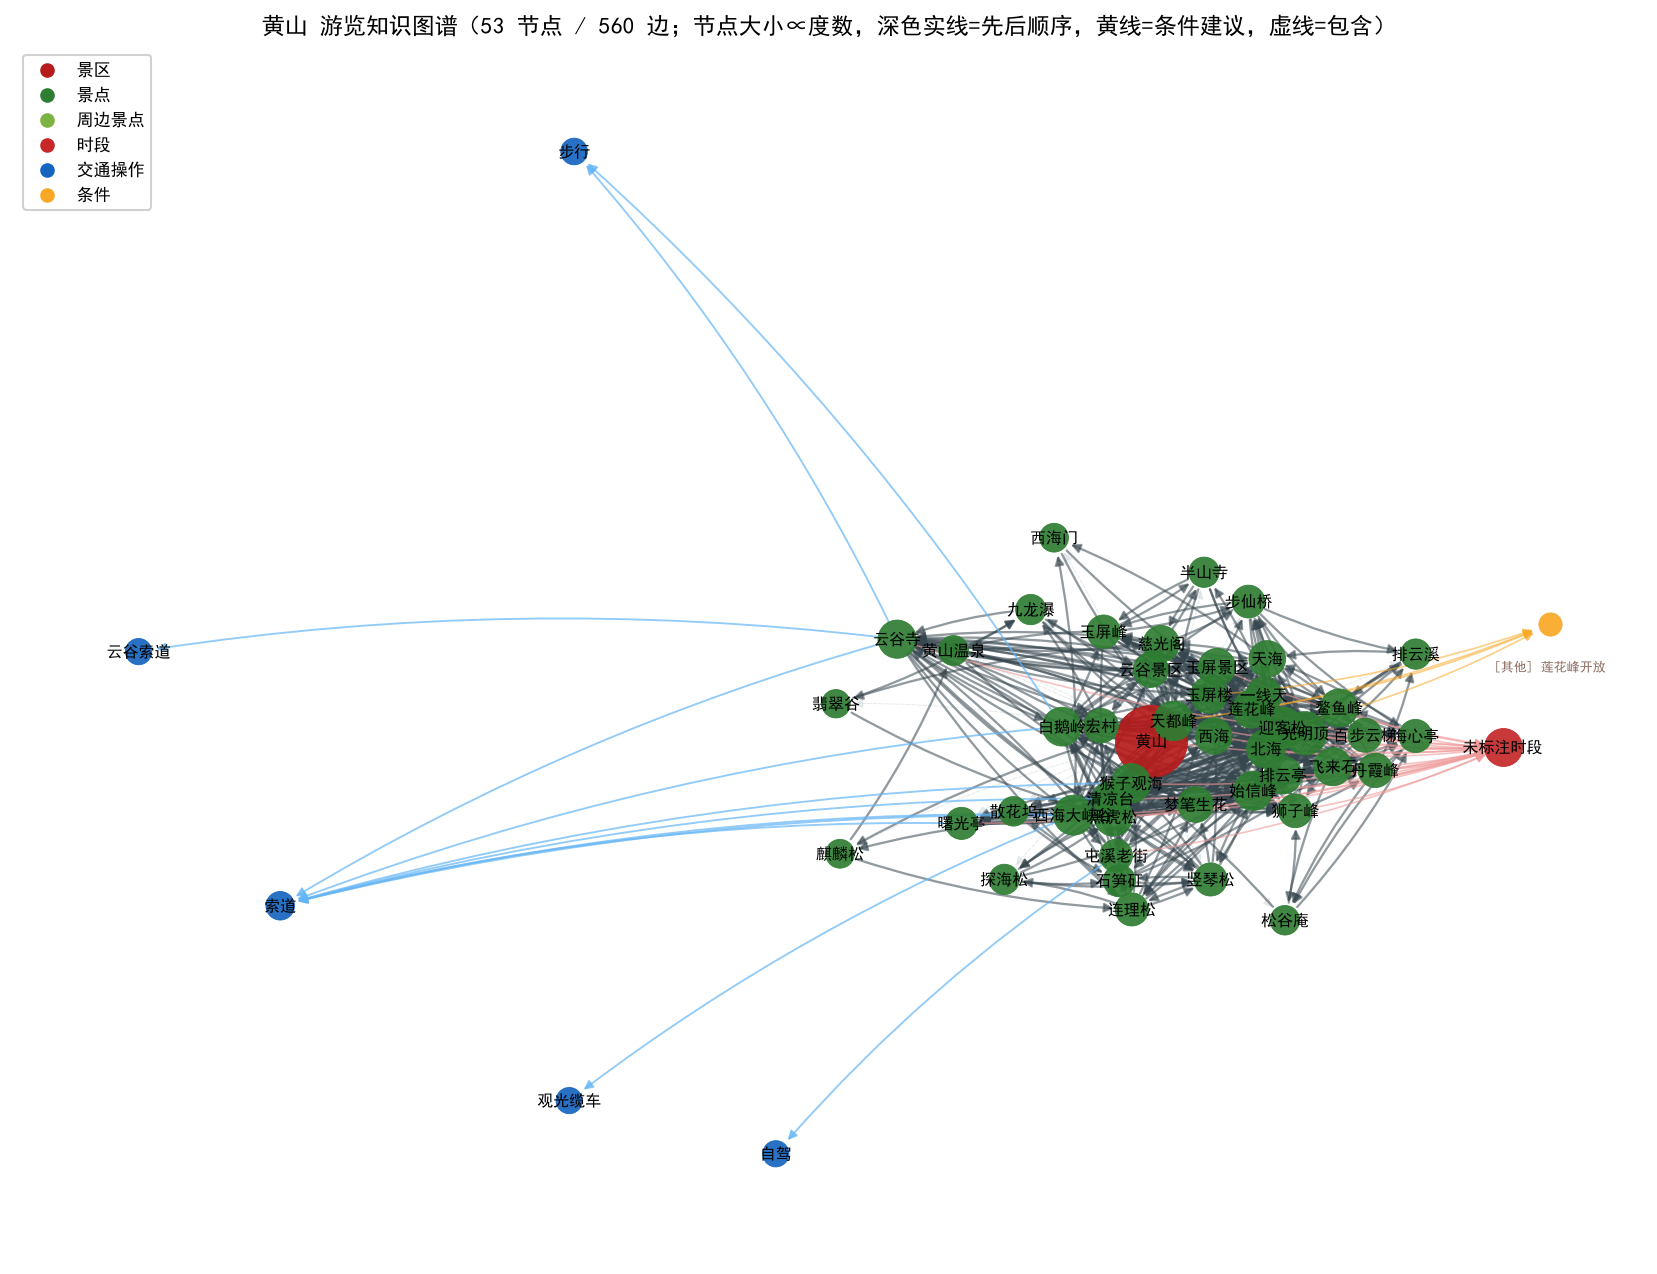 黄山 游览知识图谱（53 节点 / 560 边；节点大小∝度数，深色实线=先后顺序，黄线=条件建议，虚线=包含）
景区
景点
周边景点
时段
交通操作
条件
步行
西海门
半山寺
步仙桥
九龙瀑
玉屏峰
云谷寺
慈光阁
黄山温泉
云谷索道
排云溪
天海
云谷景区
玉屏景区
[其他] 莲花峰开放
玉屏楼
一线天
翡翠谷
莲花峰
鳌鱼峰
天都峰
白鹅岭
宏村
迎客松
光明顶
百步云梯
海心亭
西海
黄山
北海
未标注时段
飞来石
丹霞峰
排云亭
猴子观海
始信峰
清凉台
梦笔生花
散花坞
西海大峡谷
黑虎松
狮子峰
曙光亭
麒麟松
屯溪老街
探海松
石笋矼
竖琴松
索道
连理松
松谷庵
观光缆车
自驾